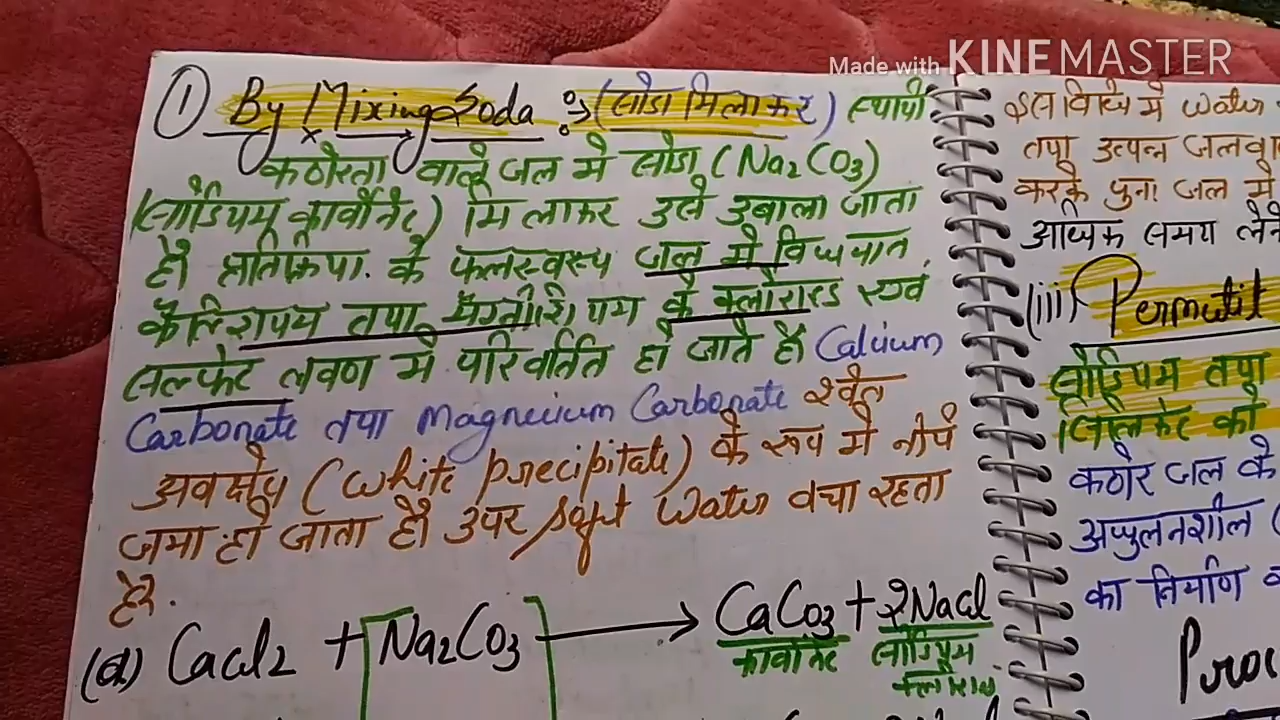 Made with KINEMASTER
① By Mixing Soda :→ (सोडा मिलाकर) स्थायी
कठोरता वाले जल मे सोडा (Na2CO3)
(सोडियम कार्बोनेट) मिलाकर उसे उबाला जाता
है प्रतिक्रिया. के फलस्वरूप जल मे विद्यमान
कैल्शियम तथा मैग्नीशियम के क्लोराइड एवं
सल्फेट लवण मे परिवर्तित हो जाते है Calcium
Carbonate तथा Magnesium Carbonate श्वेत
अवक्षेप (White precipitate) के रूप मे नीचे
जमा हो जाता है। उपर soft Water बचा रहता
है.
(a) CaCl2 + Na2CO3 → CaCO3 + 2NaCl
कार्बोनेट सोडियम
क्लोराइड
इस विधि मे Water
तथा उत्पन्न
करके पुनः जल मे
अधिक समय लेने
(iii) Permutit
सोडियम तथा
सिलिकेट को
कठोर जल के
अघुलनशील (
का निर्माण